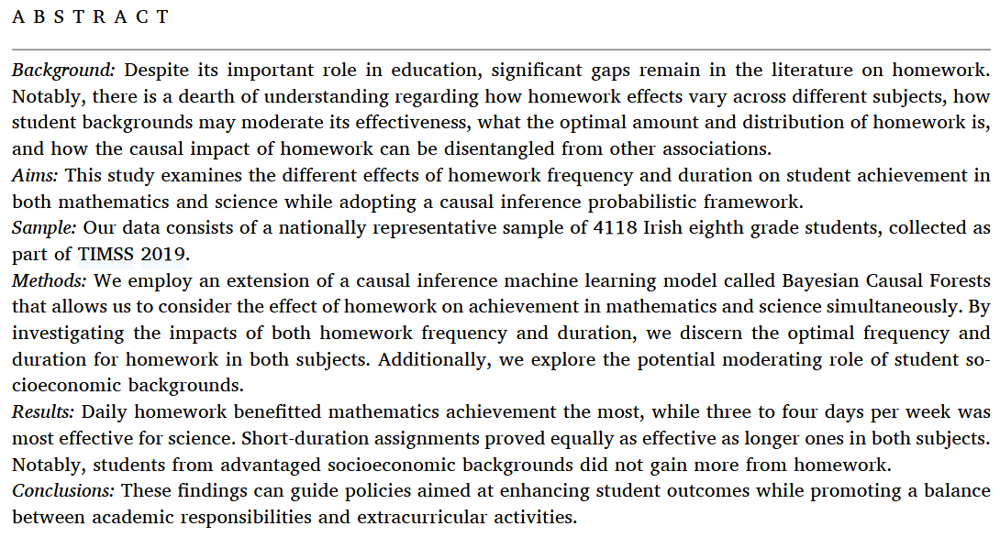 A B S T R A C T
Background: Despite its important role in education, significant gaps remain in the literature on homework.
Notably, there is a dearth of understanding regarding how homework effects vary across different subjects, how
student backgrounds may moderate its effectiveness, what the optimal amount and distribution of homework is,
and how the causal impact of homework can be disentangled from other associations.
Aims: This study examines the different effects of homework frequency and duration on student achievement in
both mathematics and science while adopting a causal inference probabilistic framework.
Sample: Our data consists of a nationally representative sample of 4118 Irish eighth grade students, collected as
part of TIMSS 2019.
Methods: We employ an extension of a causal inference machine learning model called Bayesian Causal Forests
that allows us to consider the effect of homework on achievement in mathematics and science simultaneously. By
investigating the impacts of both homework frequency and duration, we discern the optimal frequency and
duration for homework in both subjects. Additionally, we explore the potential moderating role of student so-
cioeconomic backgrounds.
Results: Daily homework benefitted mathematics achievement the most, while three to four days per week was
most effective for science. Short-duration assignments proved equally as effective as longer ones in both subjects.
Notably, students from advantaged socioeconomic backgrounds did not gain more from homework.
Conclusions: These findings can guide policies aimed at enhancing student outcomes while promoting a balance
between academic responsibilities and extracurricular activities.